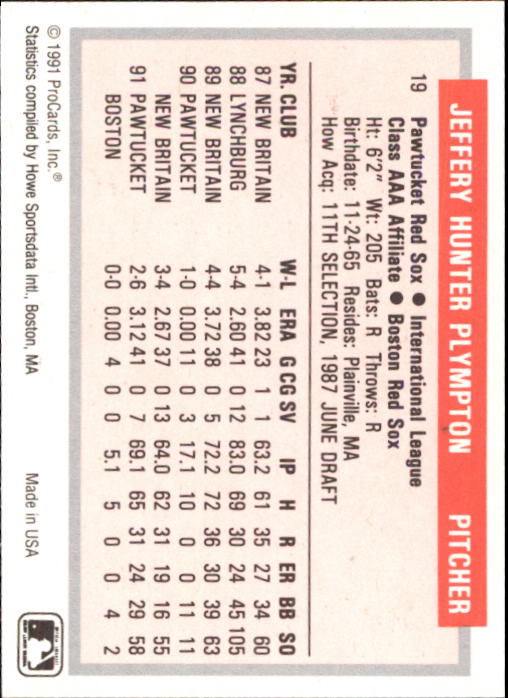 JEFFERY HUNTER PLYMPTON PITCHER
19 Pawtucket Red Sox ● International League
Class AAA Affiliate ● Boston Red Sox
Ht: 6'2" Wt: 205 Bats: R Throws: R
Birthdate: 11-24-65 Resides: Plainville, MA
How Acq: 11TH SELECTION, 1987 JUNE DRAFT
YR. CLUB W-L ERA G CG SV IP H R ER BB SO
87 NEW BRITAIN 4-1 3.82 23 1 1 63.2 61 35 27 34 60
88 LYNCHBURG 5-4 2.60 41 0 12 83.0 69 30 24 45 105
89 NEW BRITAIN 4-4 3.72 38 0 5 72.2 72 36 30 39 63
90 PAWTUCKET 1-0 0.00 11 0 3 17.1 10 0 0 11 11
NEW BRITAIN 3-4 2.67 37 0 13 64.0 62 31 19 16 55
91 PAWTUCKET 2-6 3.12 41 0 7 69.1 65 31 24 29 58
BOSTON 0-0 0.00 4 0 0 5.1 5 0 0 4 2
© 1991 ProCards, Inc.®
Statistics compiled by Howe Sportsdata Intl., Boston, MA Made in USA